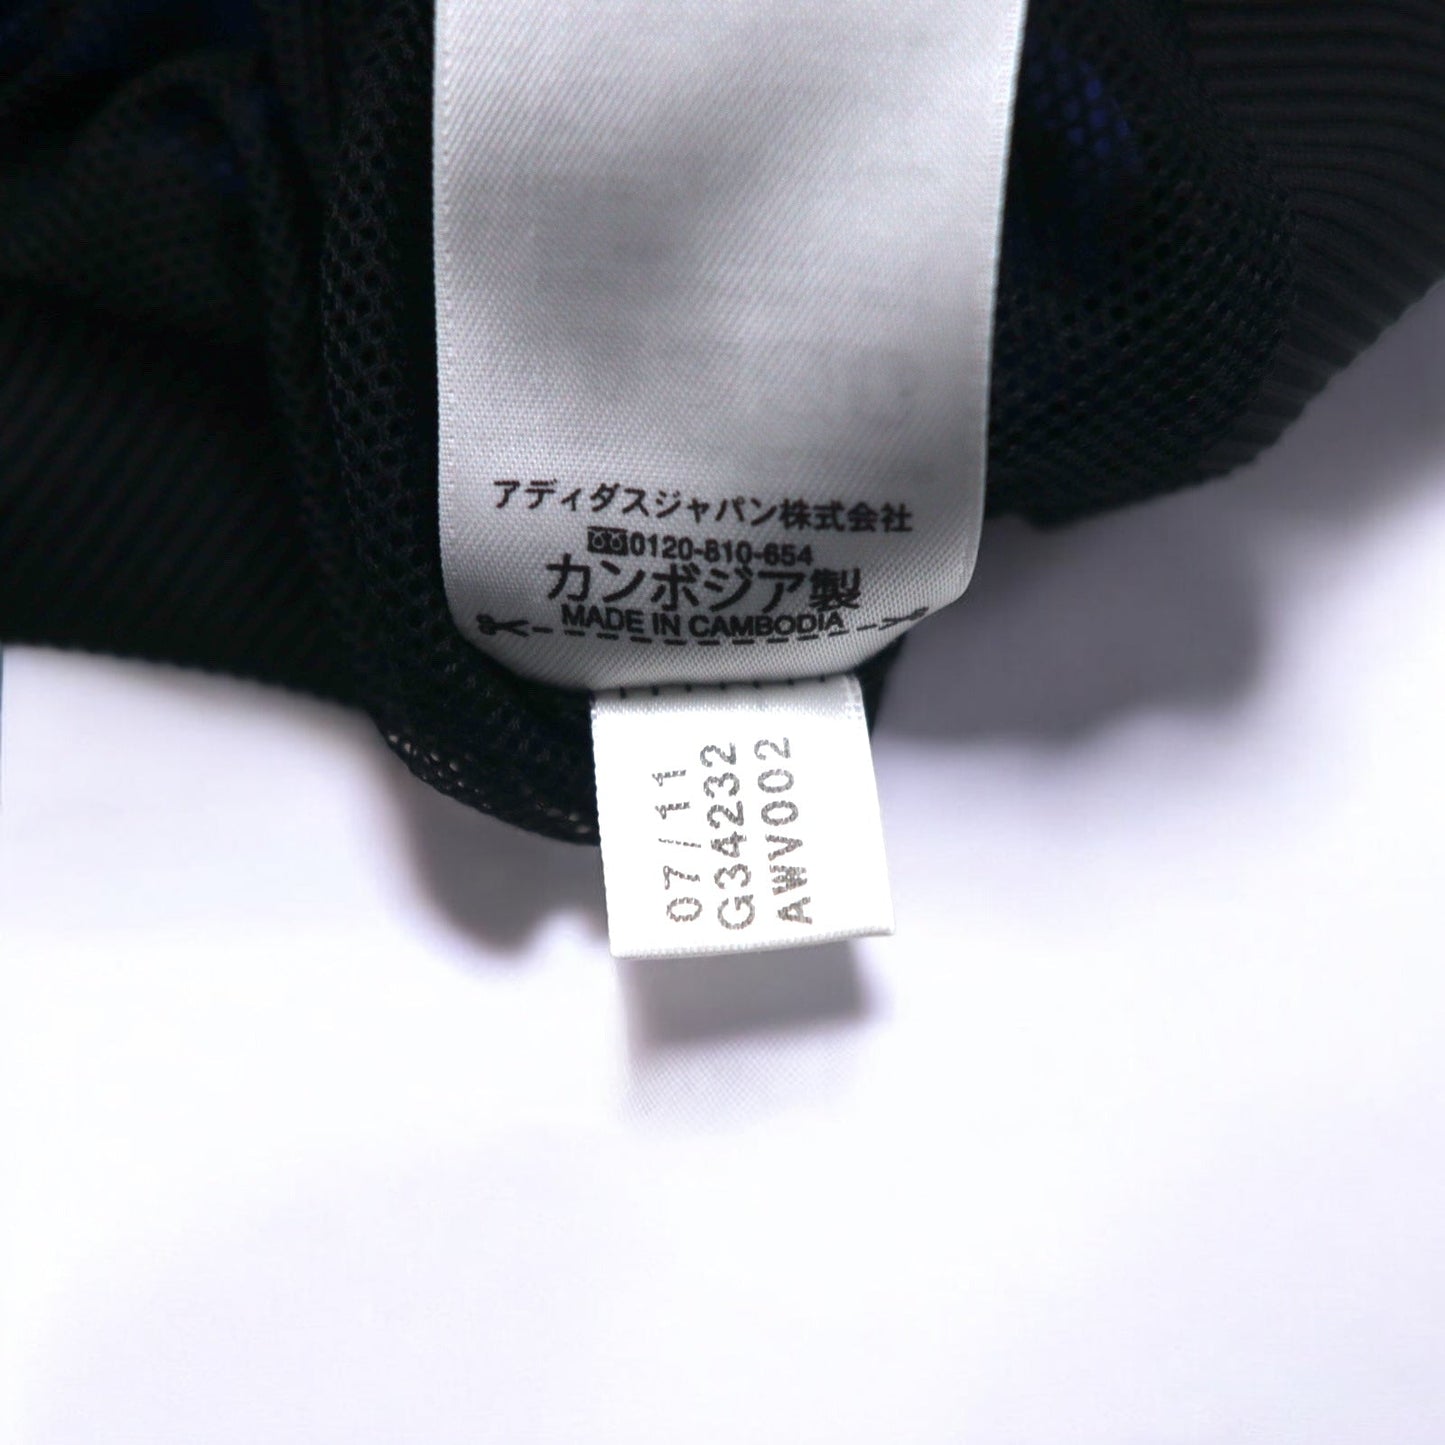 アディダスジャパン株式会社
0120-810-654
カンボジア製
MADE IN CAMBODIA
07/11
G34232
AWV002